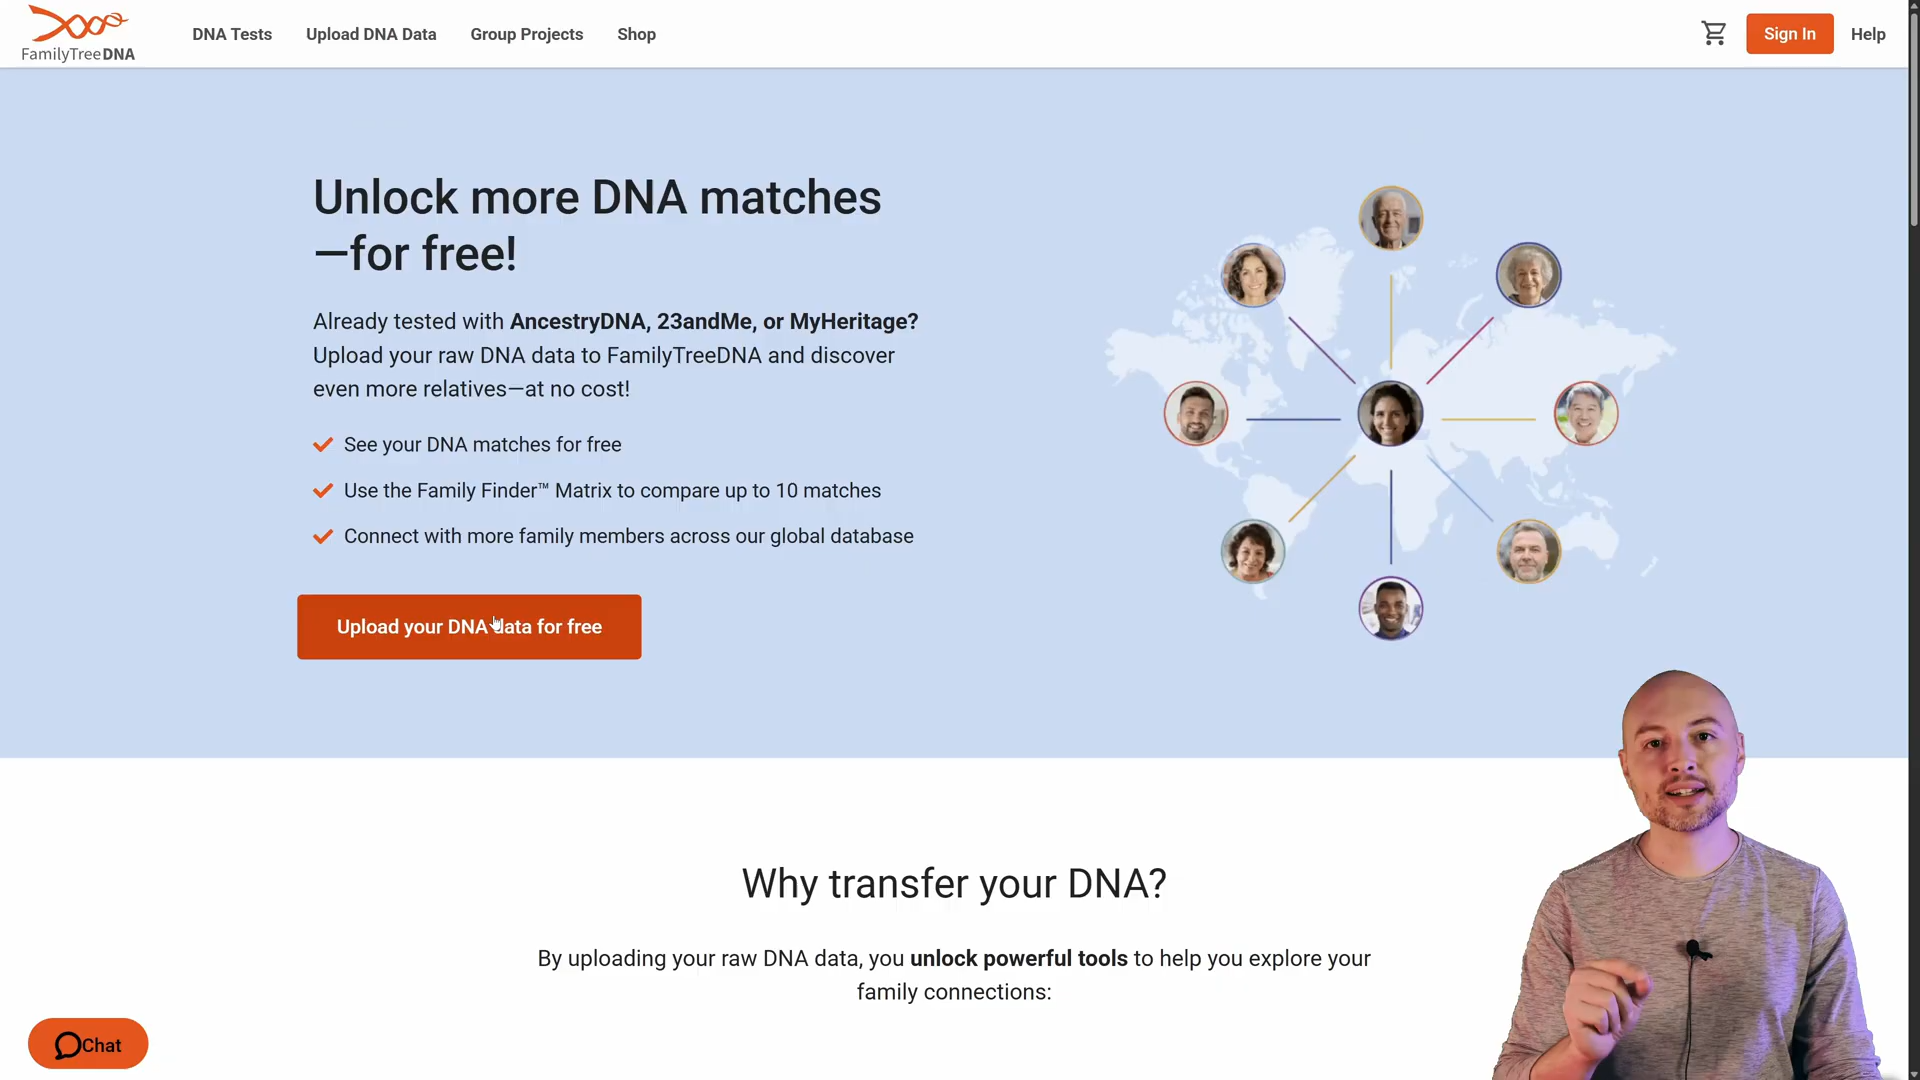 FamilyTreeDNA
DNA Tests
Upload DNA Data
Group Projects
Shop
Sign In
Help
Unlock more DNA matches
—for free!
Already tested with AncestryDNA, 23andMe, or MyHeritage?
Upload your raw DNA data to FamilyTreeDNA and discover
even more relatives—at no cost!
See your DNA matches for free
Use the Family Finder™ Matrix to compare up to 10 matches
Connect with more family members across our global database
Upload your DNA data for free
Why transfer your DNA?
By uploading your raw DNA data, you unlock powerful tools to help you explore your
family connections:
Chat